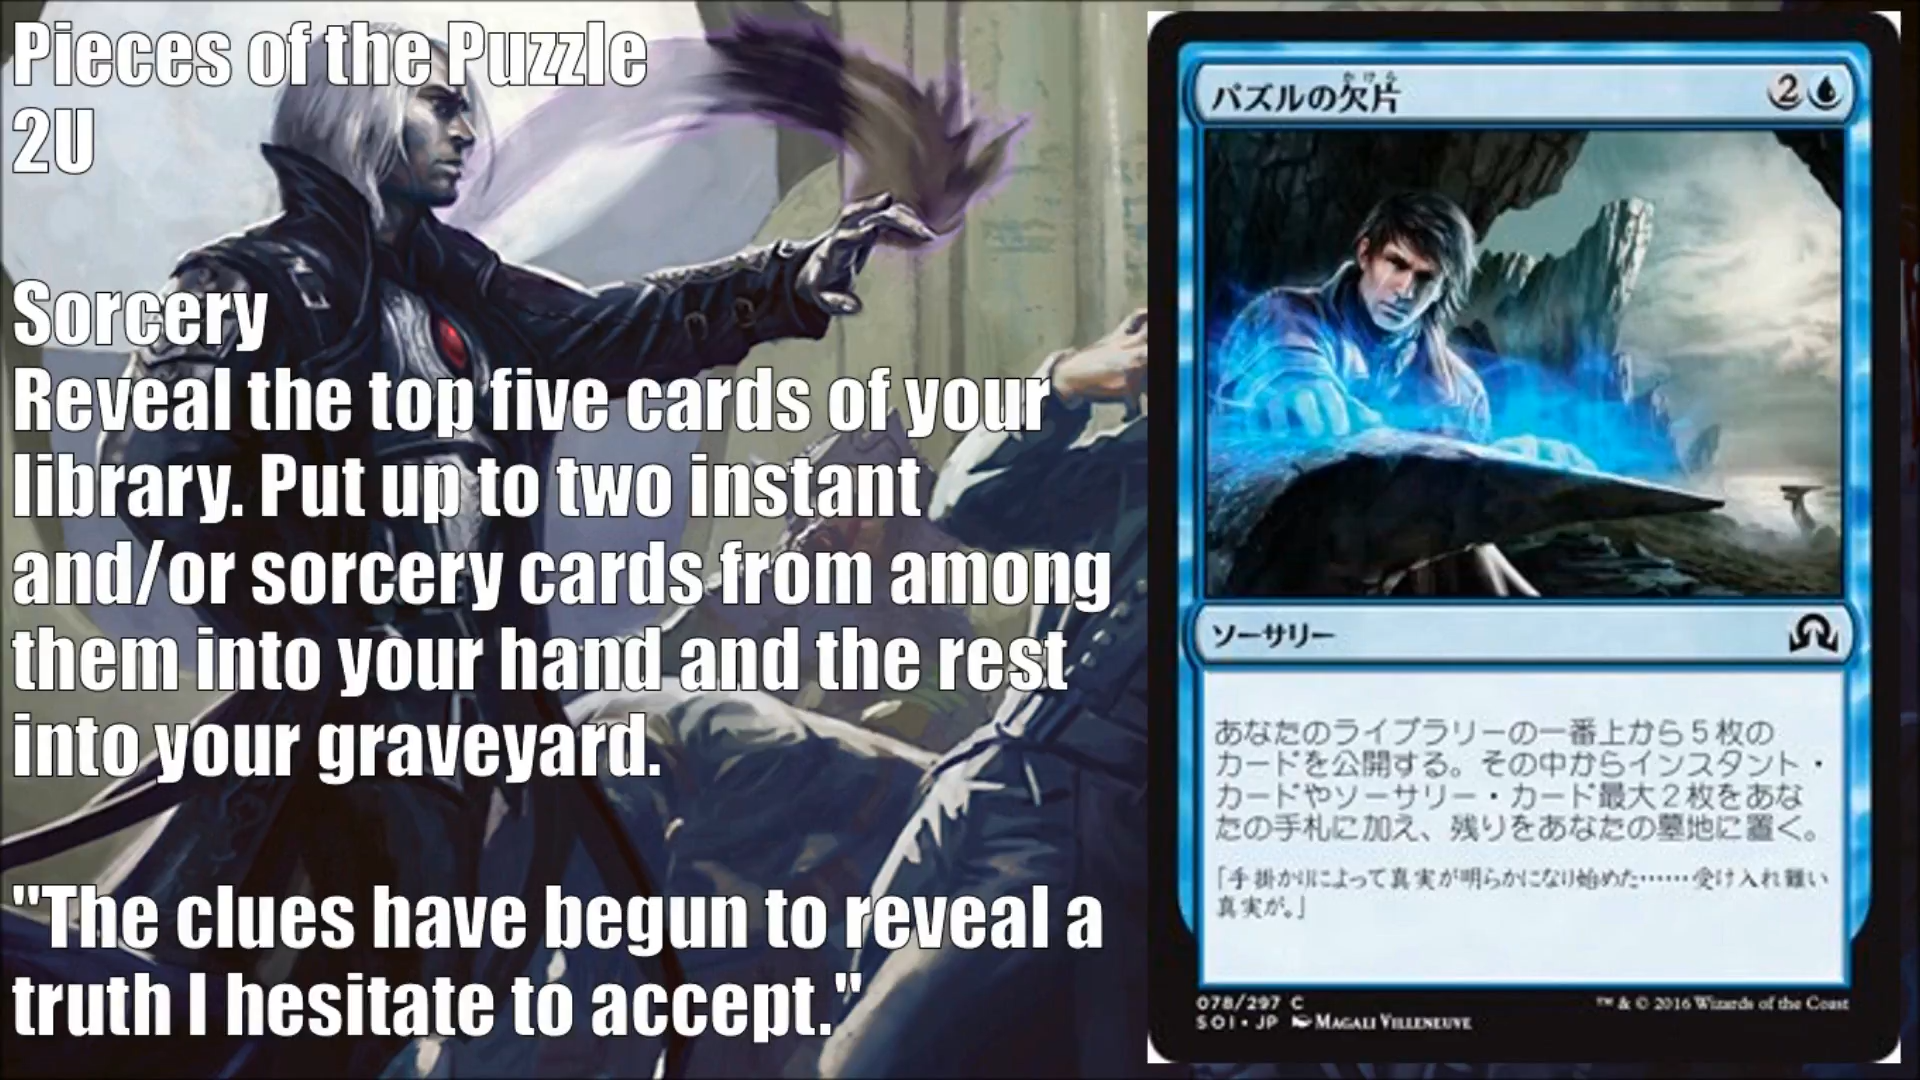 Pieces of the Puzzle
2U
Sorcery
Reveal the top five cards of your
library. Put up to two instant
and/or sorcery cards from among
them into your hand and the rest
into your graveyard.
"The clues have begun to reveal a
truth I hesitate to accept."
かけら
パズルの欠片
2
ソーサリー
あなたのライブラリーの一番上から5枚の
カードを公開する。その中からインスタント・
カードやソーサリー・カード最大2枚をあな
たの手札に加え、残りをあなたの墓地に置く。
「手掛かりによって真実が明らかになり始めた……受け入れ難い
真実が。」
078/297 C
SOI • JP MAGALI VILLENEUVE
™ & © 2016 Wizards of the Coast